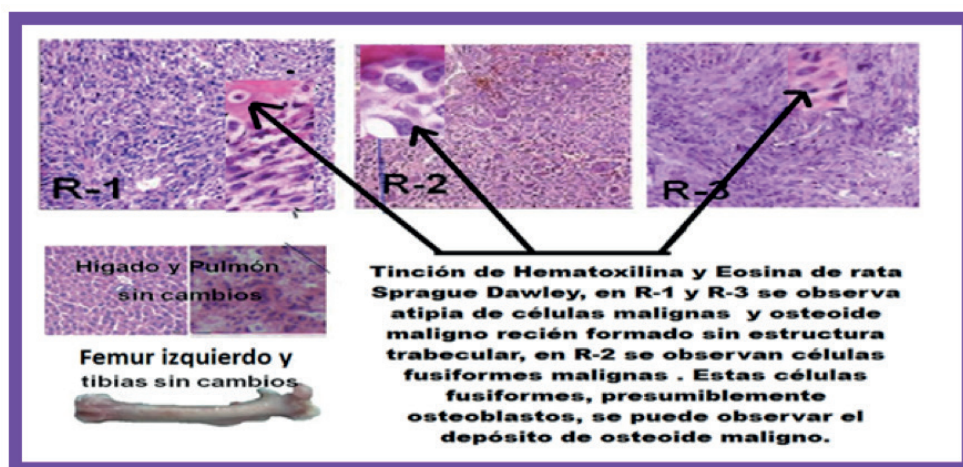 R-1
R-2
R-3
Hígado y Pulmón
sin cambios
Femur izquierdo y
tibias sin cambios
Tinción de Hematoxilina y Eosina de rata
Sprague Dawley, en R-1 y R-3 se observa
atipia de células malignas y osteoide
maligno recién formado sin estructura
trabecular, en R-2 se observan células
fusiformes malignas . Estas células
fusiformes, presumiblemente
osteoblastos, se puede observar el
depósito de osteoide maligno.